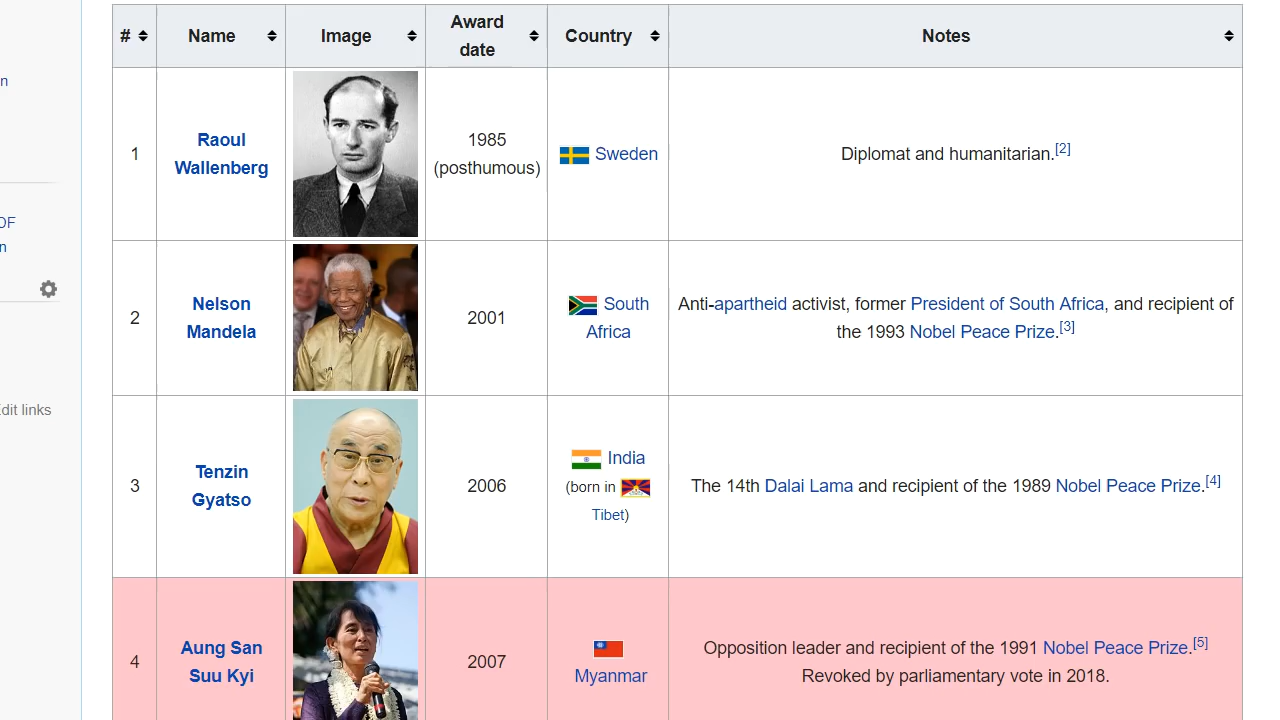 n
OF
n
dit links
# Name Image Award date Country Notes
1 Raoul Wallenberg 1985 (posthumous) Sweden Diplomat and humanitarian.[2]
2 Nelson Mandela 2001 South Africa Anti-apartheid activist, former President of South Africa, and recipient of the 1993 Nobel Peace Prize.[3]
3 Tenzin Gyatso 2006 India (born in Tibet) The 14th Dalai Lama and recipient of the 1989 Nobel Peace Prize.[4]
4 Aung San Suu Kyi 2007 Myanmar Opposition leader and recipient of the 1991 Nobel Peace Prize.[5] Revoked by parliamentary vote in 2018.